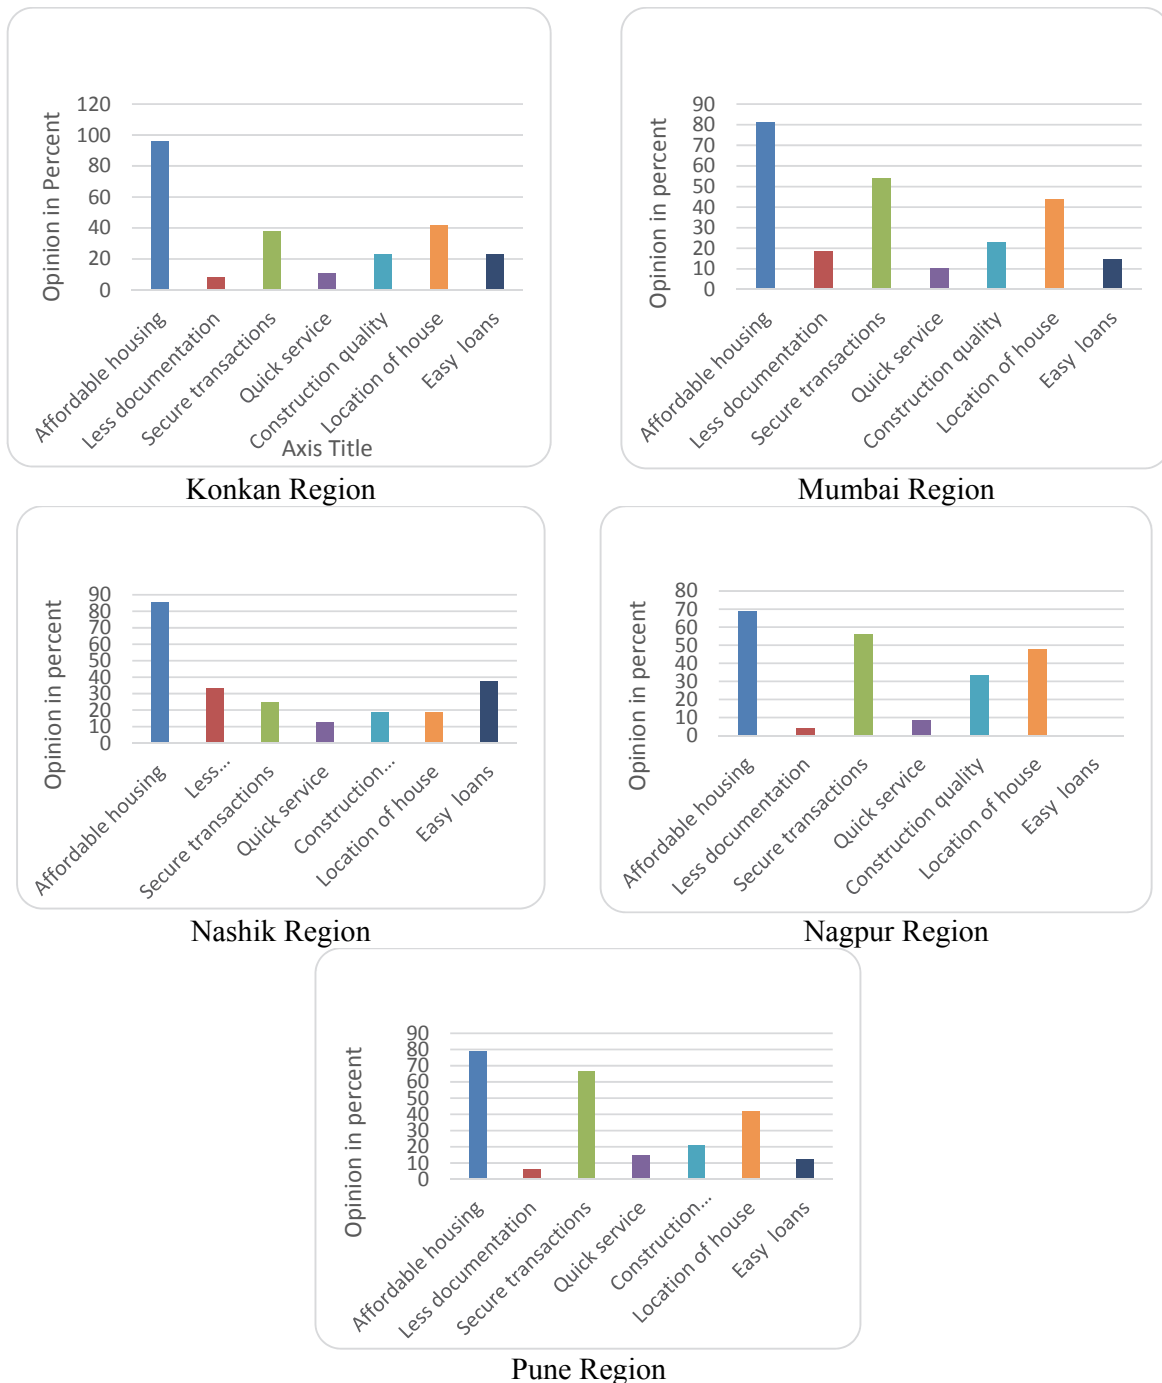 Opinion in Percent
120
100
80
60
40
20
0
Affordable housing
Less documentation
Secure transactions
Quick service
Construction quality
Location of house
Easy loans
Axis Title
Konkan Region
Opinion in percent
90
80
70
60
50
40
30
20
10
0
Affordable housing
Less documentation
Secure transactions
Quick service
Construction quality
Location of house
Easy loans
Mumbai Region
Opinion in percent
90
80
70
60
50
40
30
20
10
0
Affordable housing
Less...
Secure transactions
Quick service
Construction...
Location of house
Easy loans
Nashik Region
Opinion in percent
80
70
60
50
40
30
20
10
0
Affordable housing
Less documentation
Secure transactions
Quick service
Construction quality
Location of house
Easy loans
Nagpur Region
Opinion in percent
90
80
70
60
50
40
30
20
10
0
Affordable housing
Less documentation
Secure transactions
Quick service
Construction...
Location of house
Easy loans
Pune Region